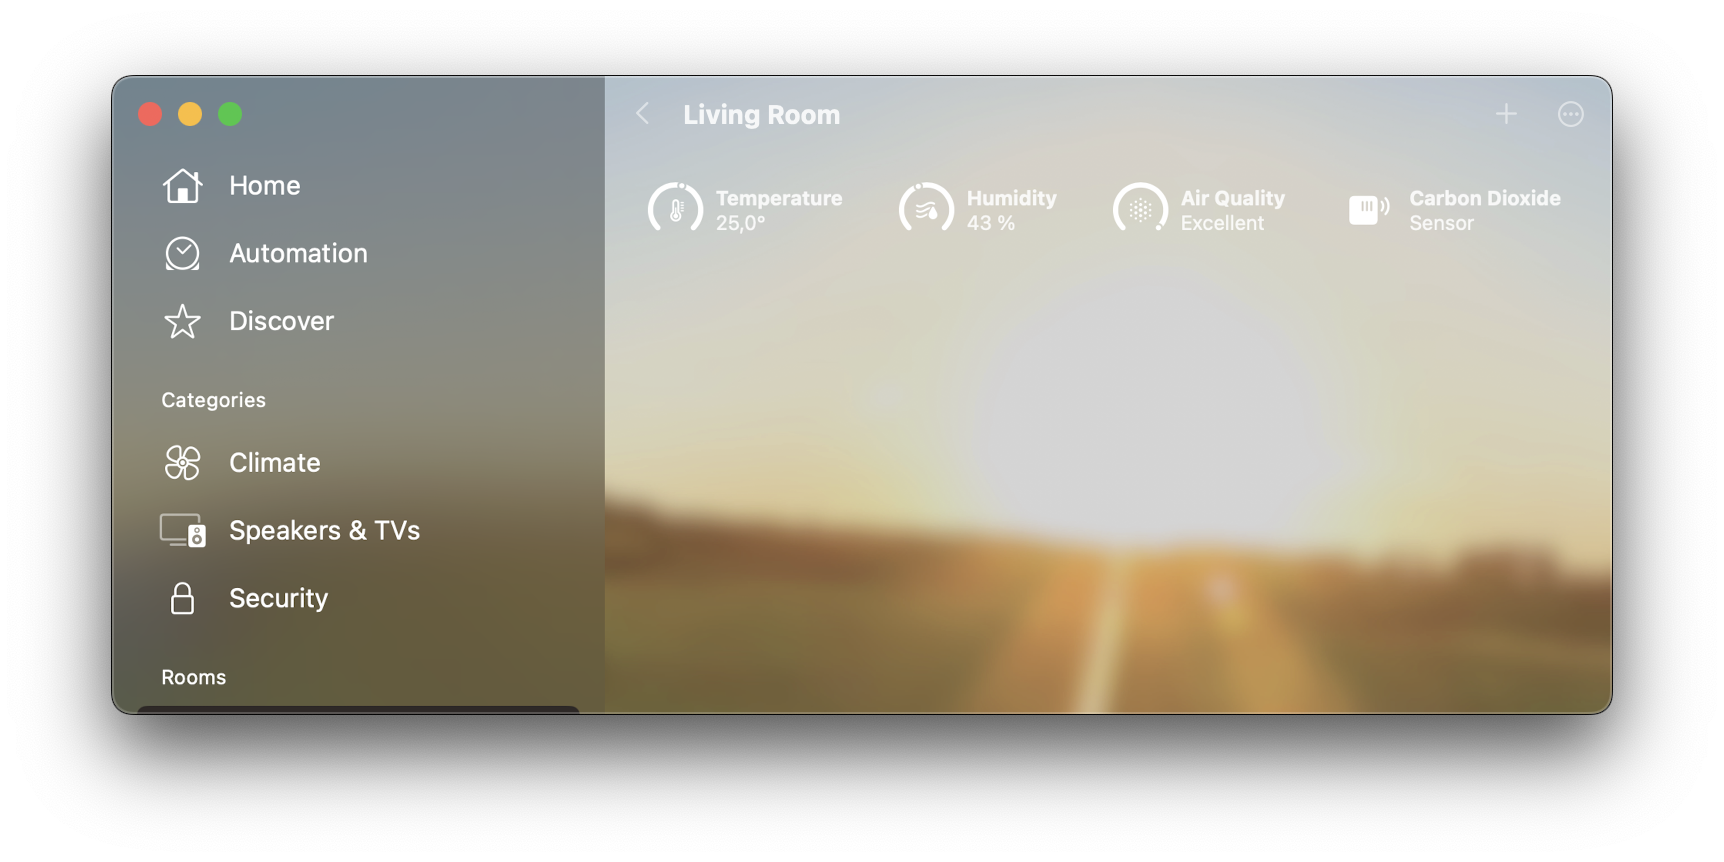 Home
Automation
Discover
Categories
Climate
Speakers & TVs
Security
Rooms
Living Room
Temperature
25,0°
Humidity
43 %
Air Quality
Excellent
Carbon Dioxide
Sensor